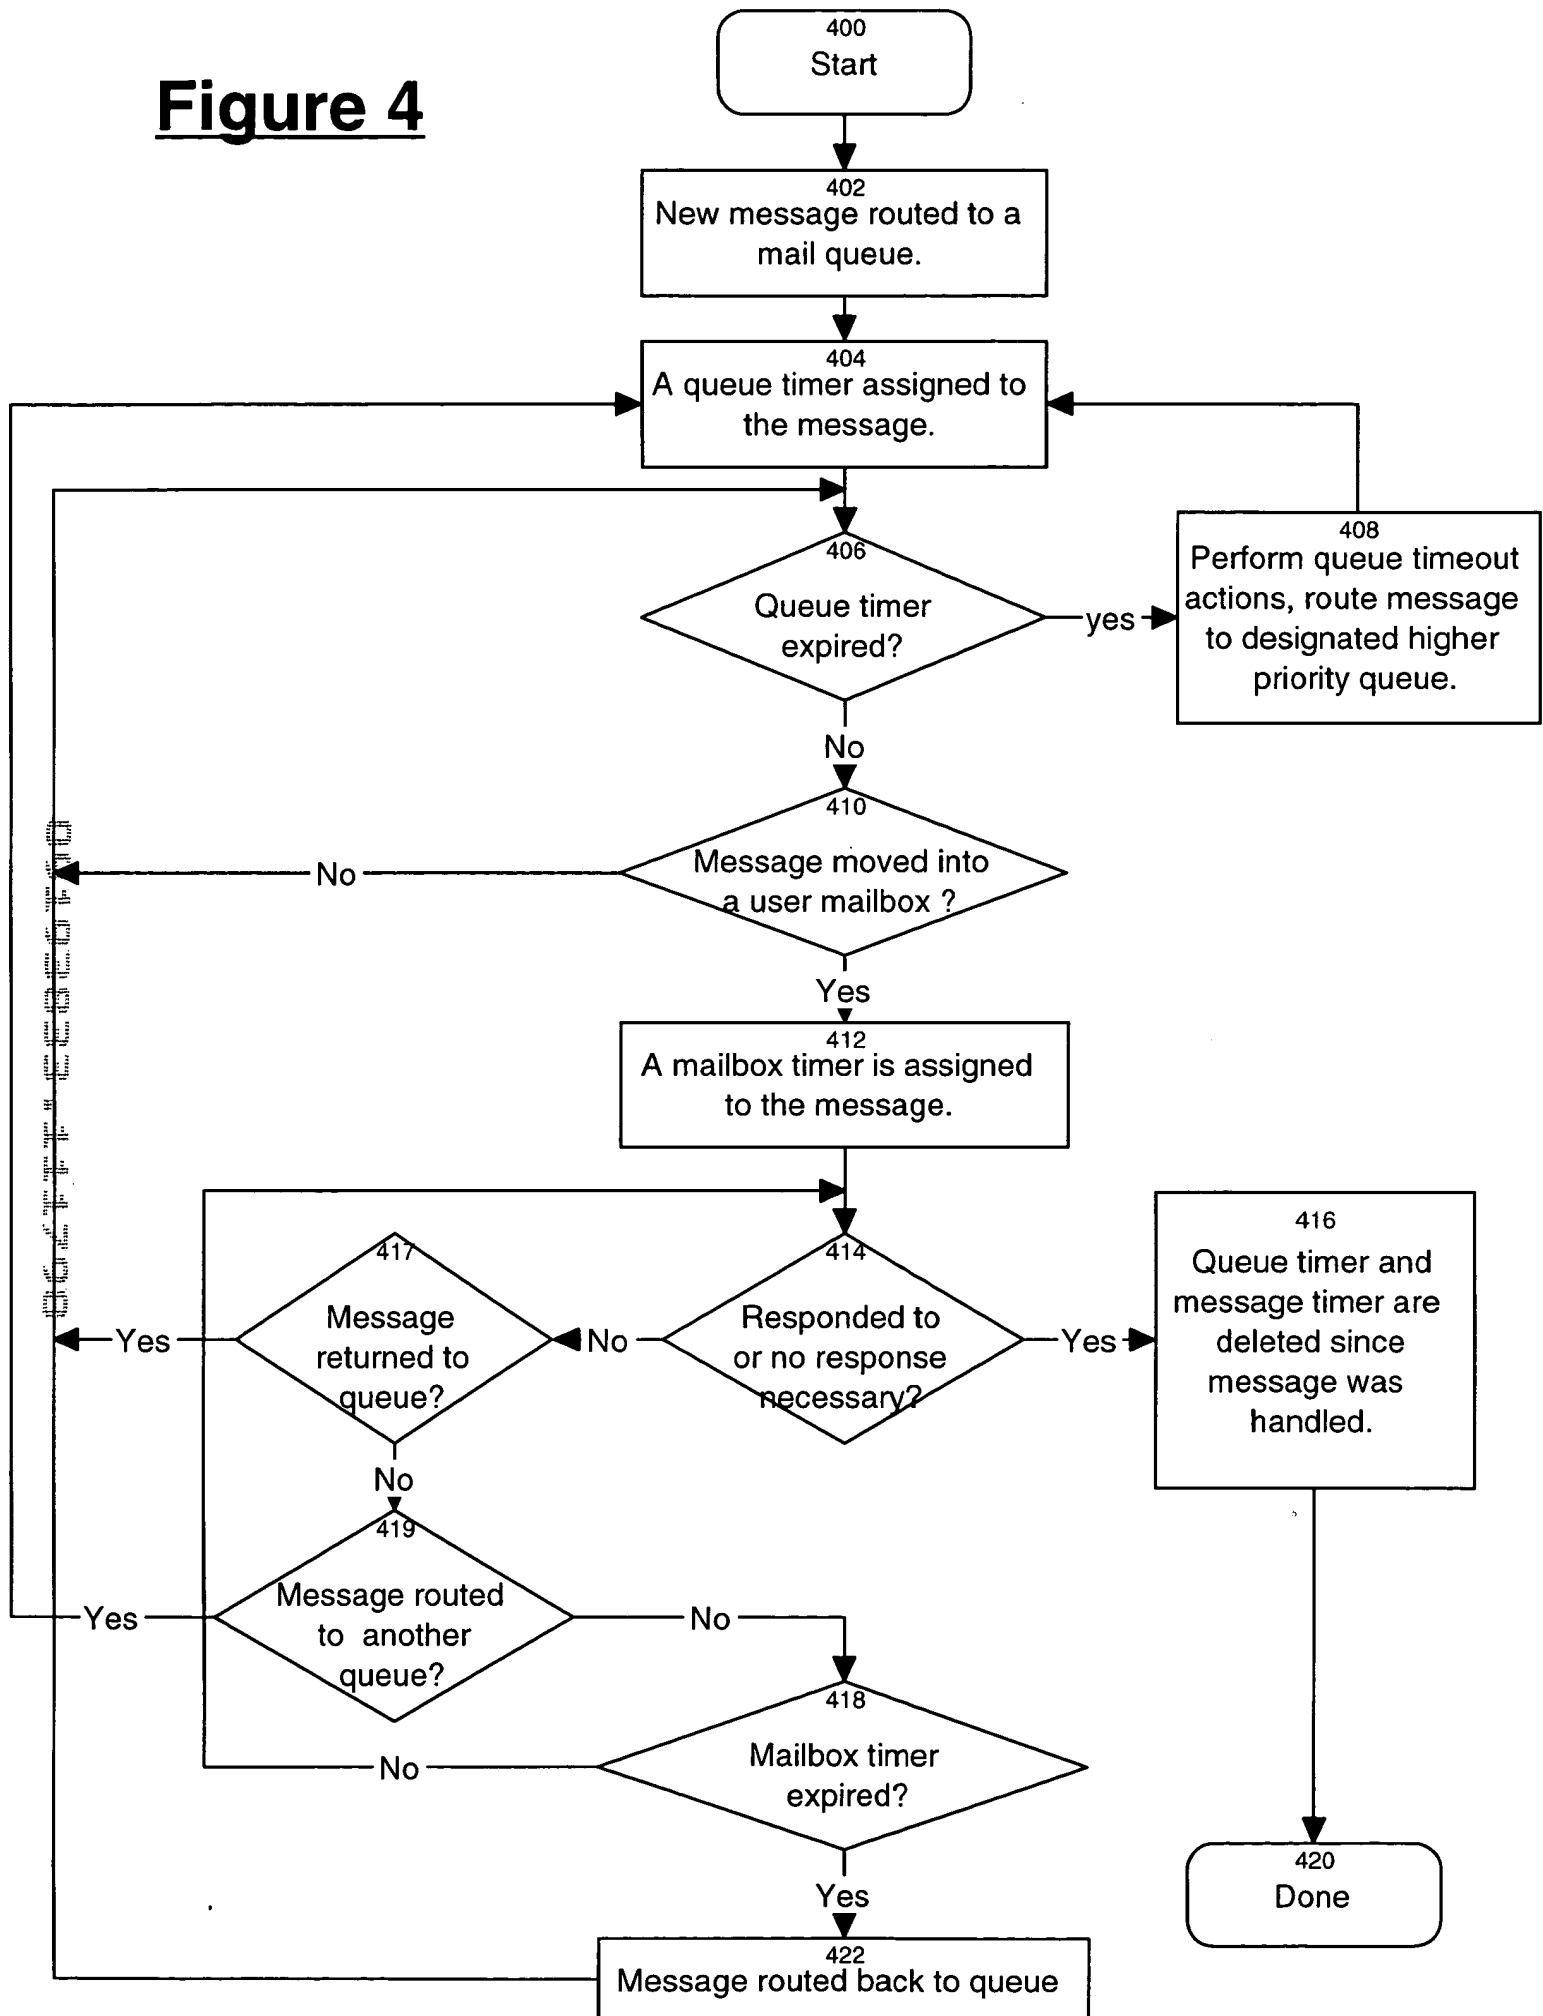 Figure 4
400
Start
402
New message routed to a
mail queue.
404
A queue timer assigned to
the message.
406
Queue timer
expired?
yes
408
Perform queue timeout
actions, route message
to designated higher
priority queue.
No
410
Message moved into
a user mailbox ?
No
Yes
412
A mailbox timer is assigned
to the message.
414
Responded to
or no response
necessary?
Yes
416
Queue timer and
message timer are
deleted since
message was
handled.
No
417
Message
returned to
queue?
Yes
No
419
Message routed
to another
queue?
Yes
No
418
Mailbox timer
expired?
No
Yes
420
Done
422
Message routed back to queue